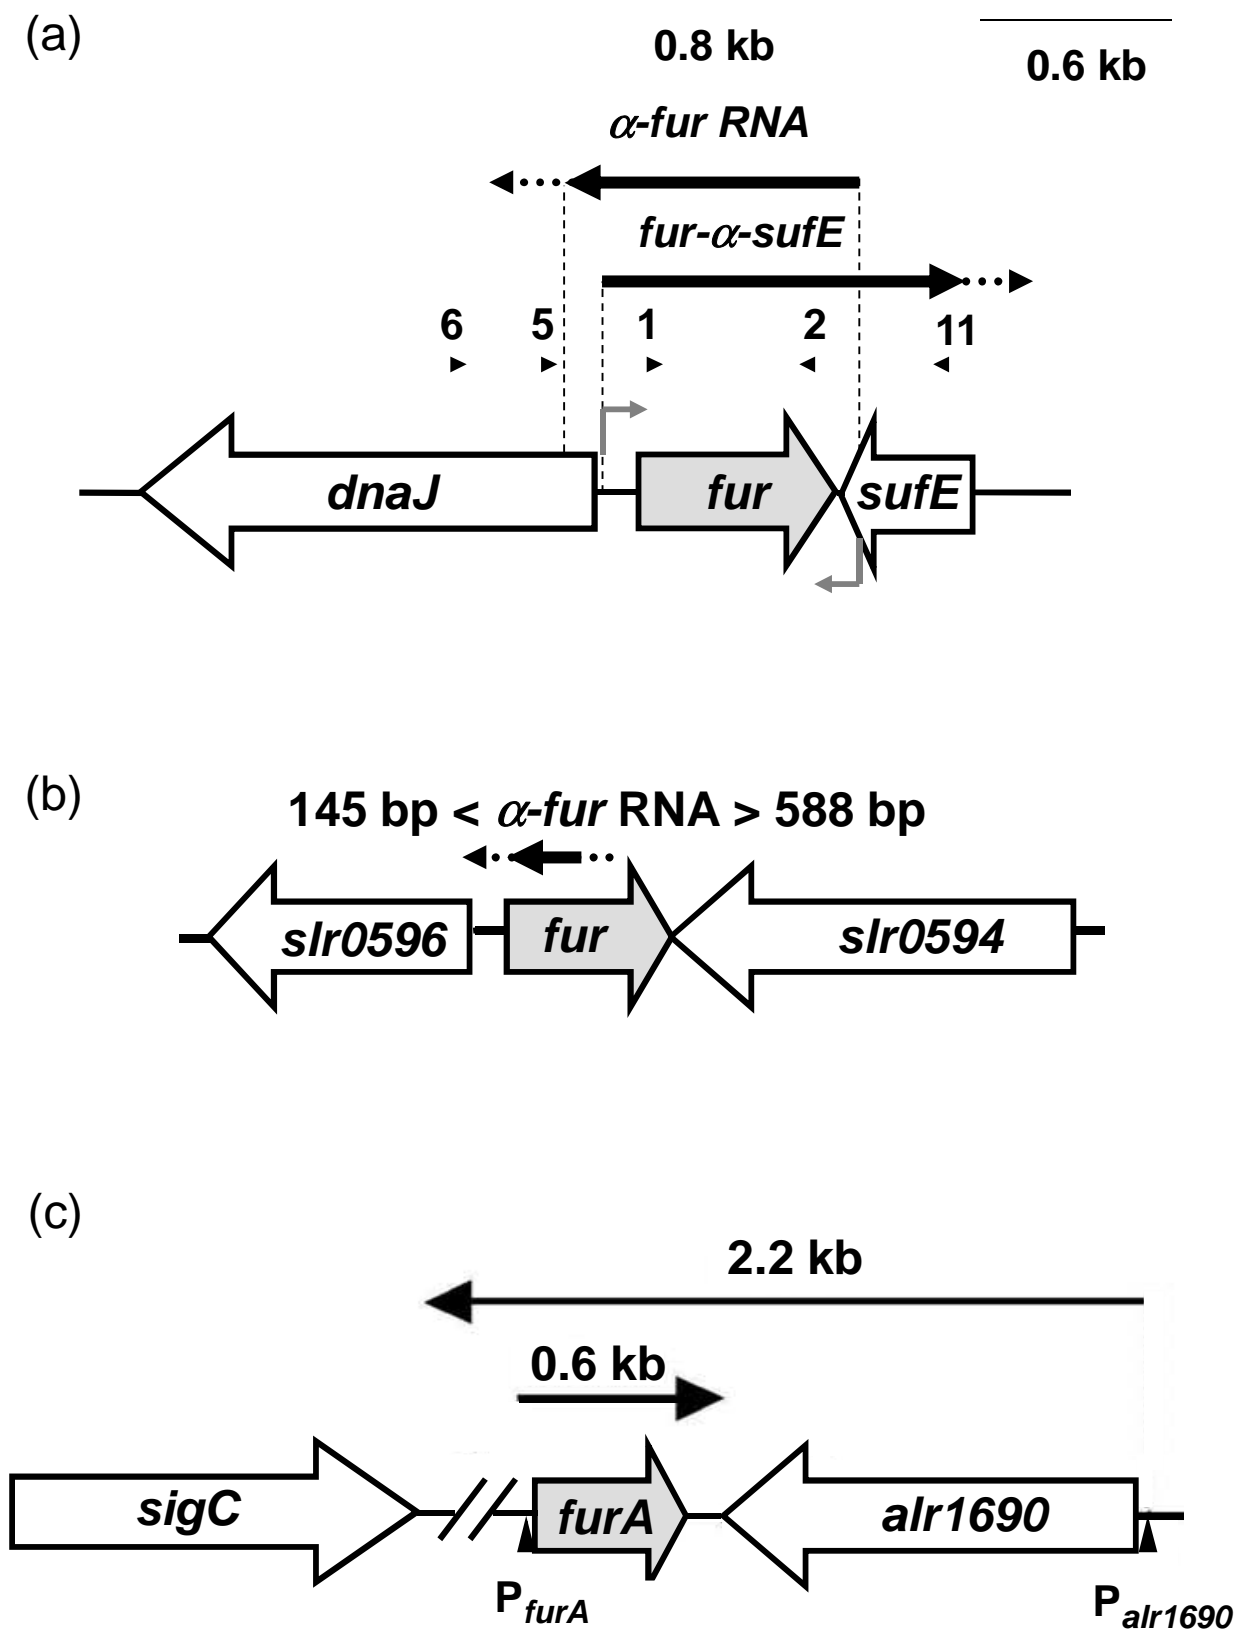 (a)
0.8 kb
0.6 kb
α-fur RNA
fur-α-sufE
6 5 1 2 11
dnaJ fur sufE
(b)
145 bp < α-fur RNA > 588 bp
slr0596 fur slr0594
(c)
2.2 kb
0.6 kb
sigC furA alr1690
PfurA Palr1690